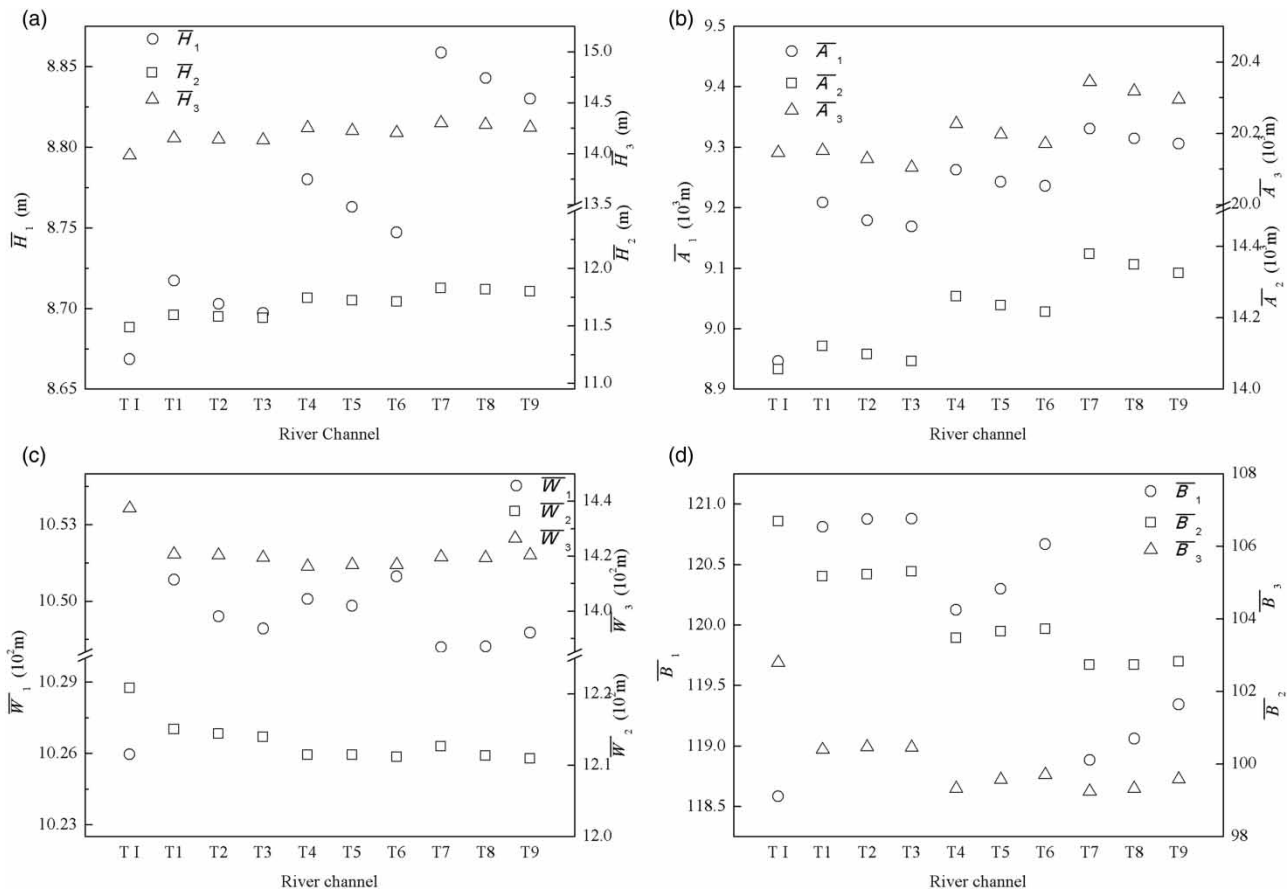 (a)
H̅₁
H̅₂
H̅₃
8.85
8.80
8.75
8.70
8.65
H̅₁ (m)
15.0
14.5
14.0
13.5
H̅₃ (m)
12.0
11.5
11.0
H̅₂ (m)
T I T1 T2 T3 T4 T5 T6 T7 T8 T9
River Channel
(b)
A̅₁
A̅₂
A̅₃
9.5
9.4
9.3
9.2
9.1
9.0
8.9
A̅₁ (10³m)
20.4
20.2
20.0
A̅₃ (10³m)
14.4
14.2
14.0
A̅₂ (10³m)
T I T1 T2 T3 T4 T5 T6 T7 T8 T9
River channel
(c)
W̅₁
W̅₂
W̅₃
10.53
10.50
10.29
10.26
10.23
W̅₁ (10²m)
14.4
14.2
14.0
W̅₃ (10²m)
12.2
12.1
12.0
W̅₂ (10²m)
T I T1 T2 T3 T4 T5 T6 T7 T8 T9
River channel
(d)
B̅₁
B̅₂
B̅₃
121.0
120.5
120.0
119.5
119.0
118.5
B̅₁
108
106
104
102
100
98
B̅₃
B̅₂
T I T1 T2 T3 T4 T5 T6 T7 T8 T9
River channel